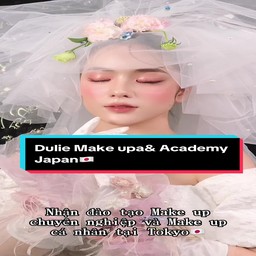 Dulie Make upa& Academy
Japan🇯🇵
Nhận đào tạo Make up
chuyên nghiệp và Make up
cá nhân tại Tokyo🇯🇵